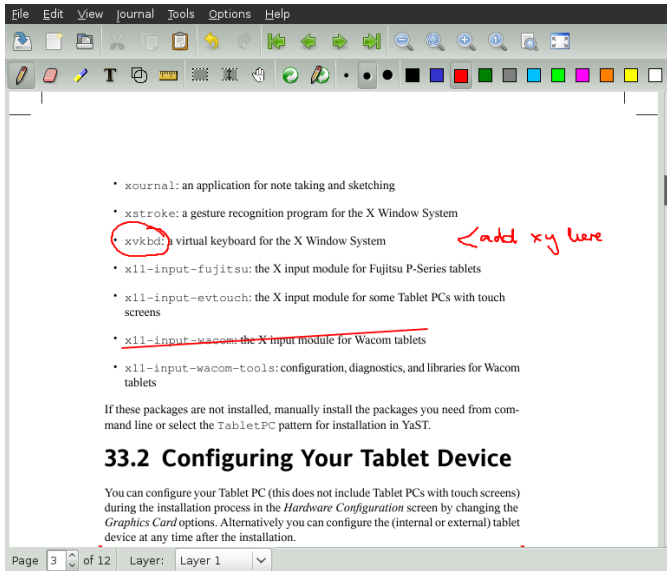 File Edit View Journal Tools Options Help
T
• xournal: an application for note taking and sketching
• xstroke: a gesture recognition program for the X Window System
• xvkbd: a virtual keyboard for the X Window System
<add xy here
• x11-input-fujitsu: the X input module for Fujitsu P-Series tablets
• x11-input-evtouch: the X input module for some Tablet PCs with touch
screens
• x11-input-wacom: the X input module for Wacom tablets
• x11-input-wacom-tools: configuration, diagnostics, and libraries for Wacom
tablets
If these packages are not installed, manually install the packages you need from com-
mand line or select the TabletPC pattern for installation in YaST.
33.2 Configuring Your Tablet Device
You can configure your Tablet PC (this does not include Tablet PCs with touch screens)
during the installation process in the Hardware Configuration screen by changing the
Graphics Card options. Alternatively you can configure the (internal or external) tablet
device at any time after the installation.
Page 3 of 12 Layer: Layer 1